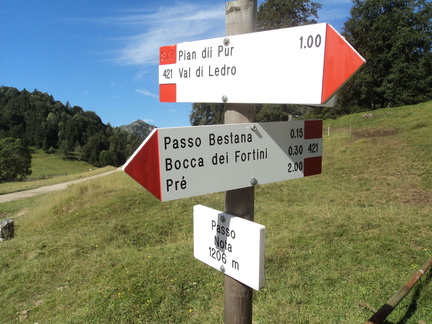 Pian dii Pur 1.00
421 Val di Ledro
Passo Bestana 0.15
Bocca dei Fortini 0.30 421
Pré 2.00
Passo
Nota
1206 m